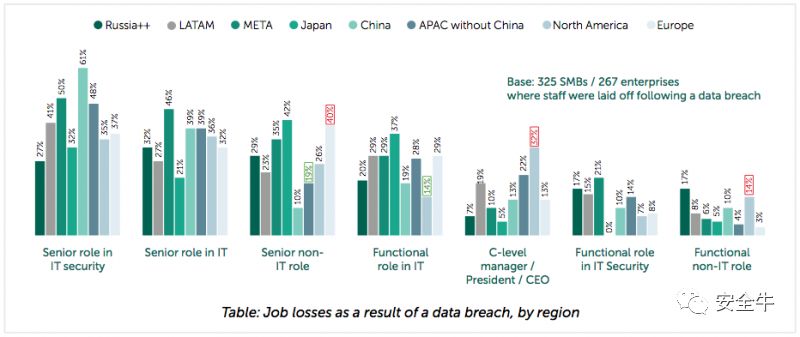 Russia++ LATAM META Japan China APAC without China North America Europe
Base: 325 SMBs / 267 enterprises
where staff were laid off following a data breach
27% 41% 50% 32% 61% 48% 35% 37%
32% 27% 46% 21% 39% 39% 36% 32%
29% 23% 35% 42% 10% 19% 26% 40%
20% 29% 29% 37% 19% 28% 14% 29%
7% 19% 10% 5% 13% 22% 32% 13%
17% 15% 21% 0% 10% 14% 7% 8%
17% 8% 6% 5% 10% 4% 14% 3%
Senior role in
IT security
Senior role in IT
Senior non-
IT role
Functional
role in IT
C-level
manager /
President / CEO
Functional role
in IT Security
Functional
non-IT role
安全牛
Table: Job losses as a result of a data breach, by region